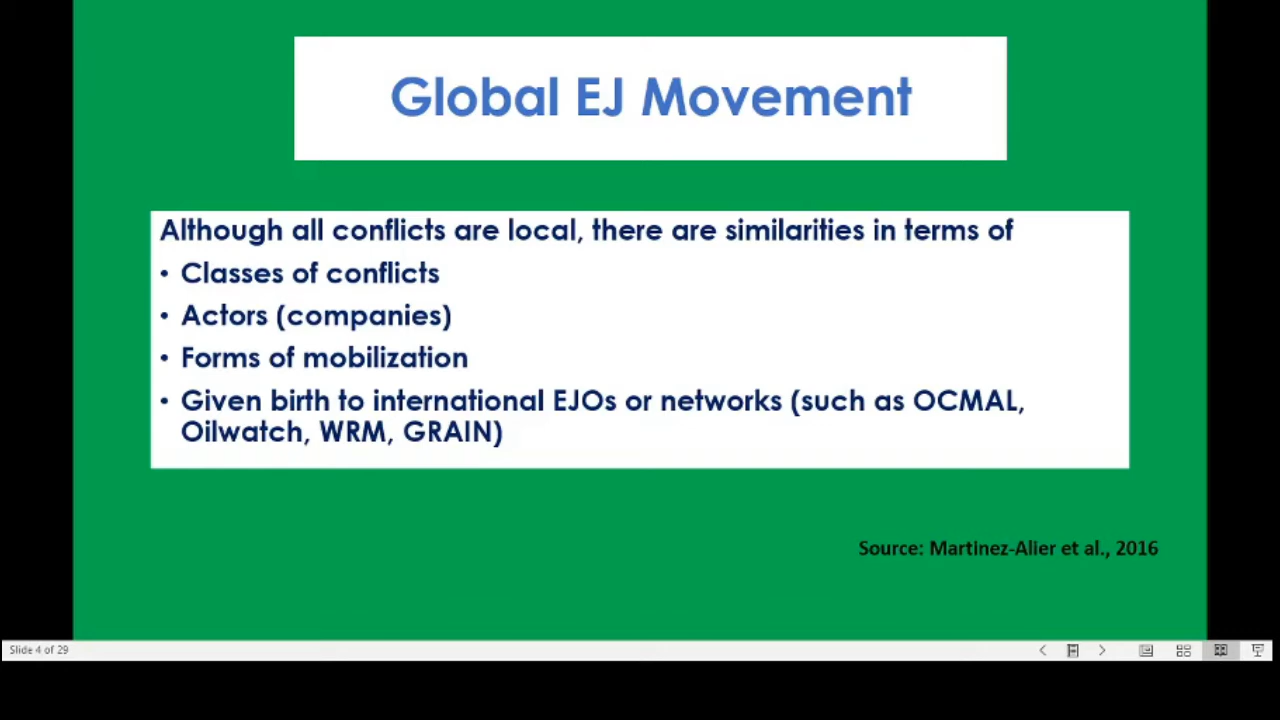 Global EJ Movement
Although all conflicts are local, there are similarities in terms of
• Classes of conflicts
• Actors (companies)
• Forms of mobilization
• Given birth to international EJOs or networks (such as OCMAL,
Oilwatch, WRM, GRAIN)
Source: Martinez-Alier et al., 2016
Slide 4 of 29